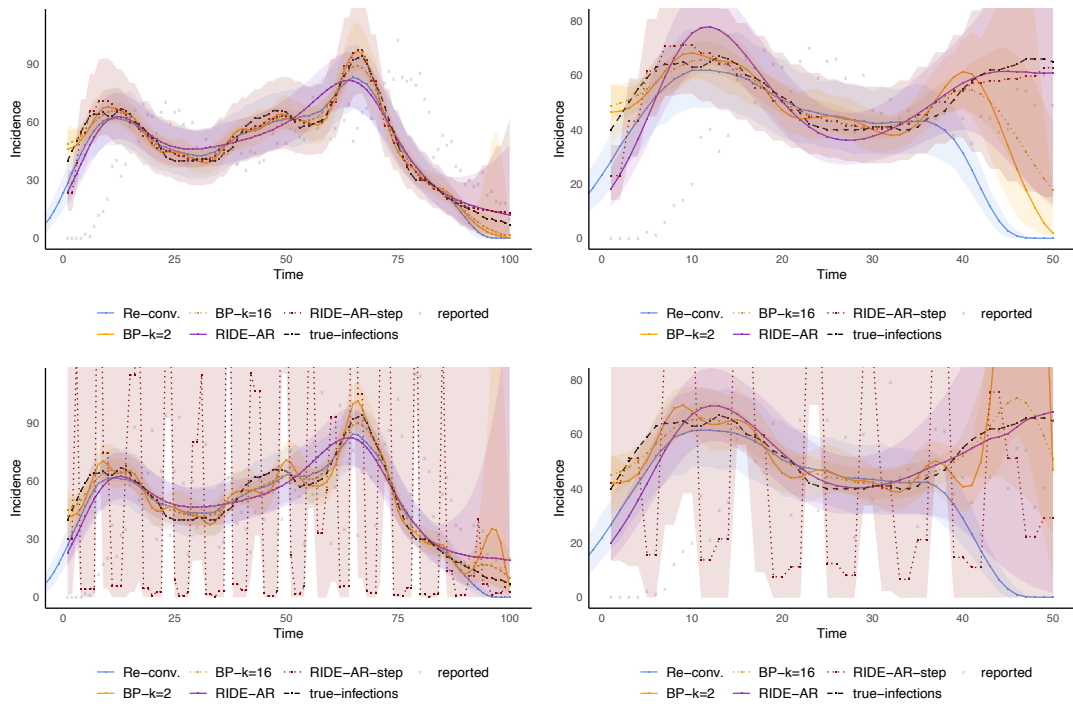 90
60
30
0
Incidence
0 25 50 75 100
Time
Re−conv. BP−k=16 RIDE−AR−step reported
BP−k=2 RIDE−AR true−infections
80
60
40
20
0
Incidence
0 10 20 30 40 50
Time
Re−conv. BP−k=16 RIDE−AR−step reported
BP−k=2 RIDE−AR true−infections
90
60
30
0
Incidence
0 25 50 75 100
Time
Re−conv. BP−k=16 RIDE−AR−step reported
BP−k=2 RIDE−AR true−infections
80
60
40
20
0
Incidence
0 10 20 30 40 50
Time
Re−conv. BP−k=16 RIDE−AR−step reported
BP−k=2 RIDE−AR true−infections